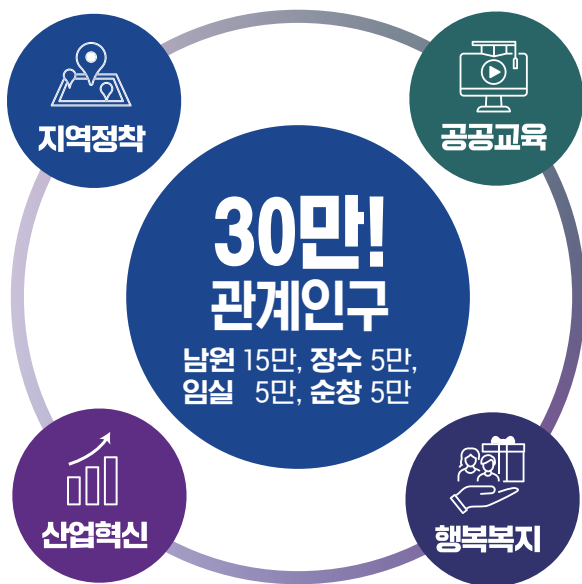 지역정착
공공교육
30만!
관계인구
남원 15만, 장수 5만,
임실 5만, 순창 5만
산업혁신
행복복지